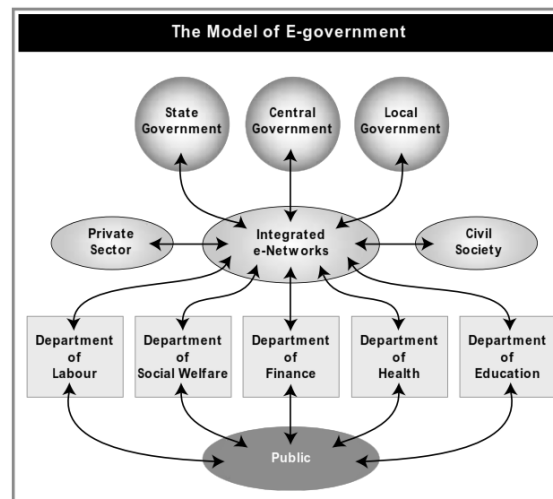 The Model of E-government
State
Government
Central
Government
Local
Government
Private
Sector
Integrated
e-Networks
Civil
Society
Department
of
Labour
Department
of
Social Welfare
Department
of
Finance
Department
of
Health
Department
of
Education
Public